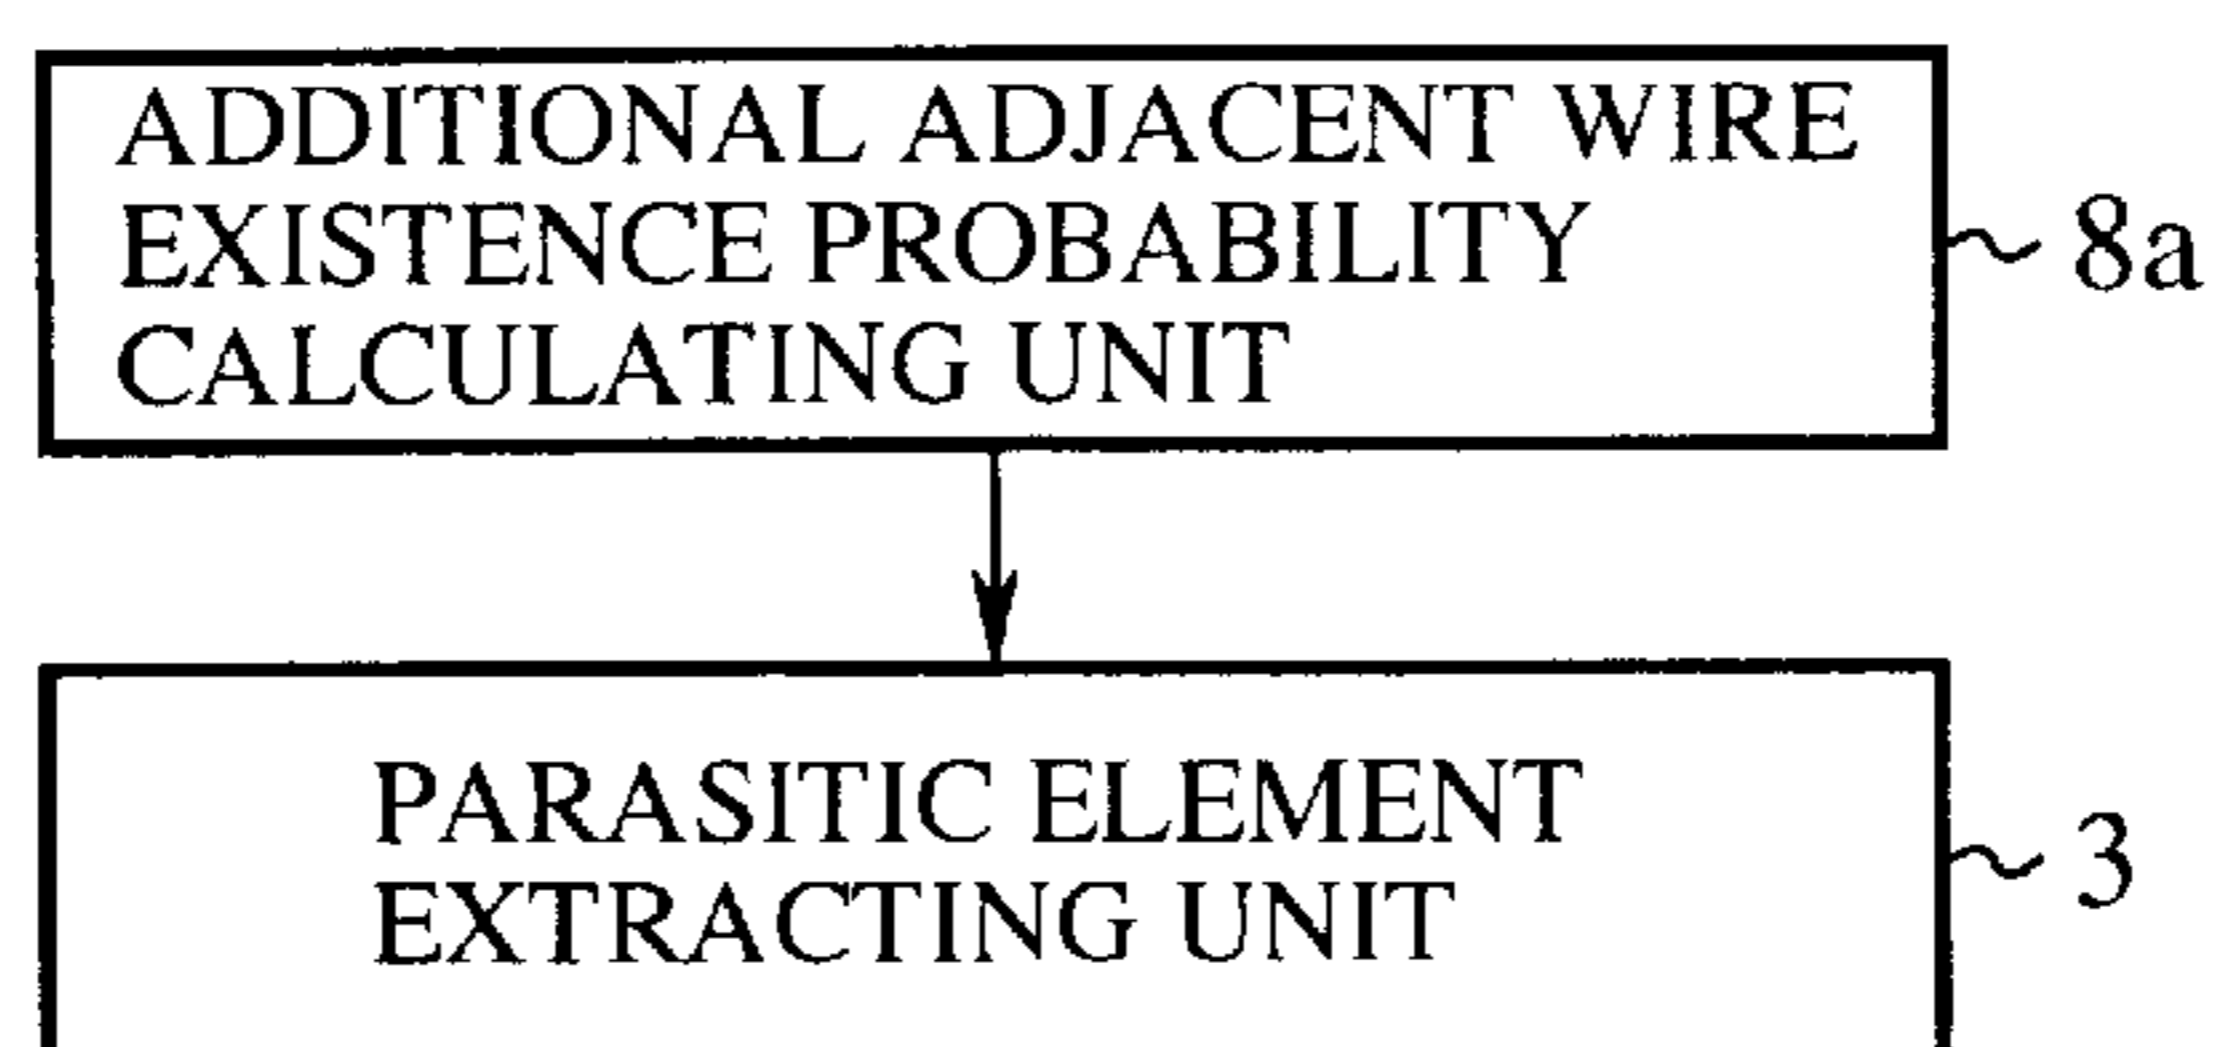 ADDITIONAL ADJACENT WIRE
EXISTENCE PROBABILITY
CALCULATING UNIT
8a
PARASITIC ELEMENT
EXTRACTING UNIT
3